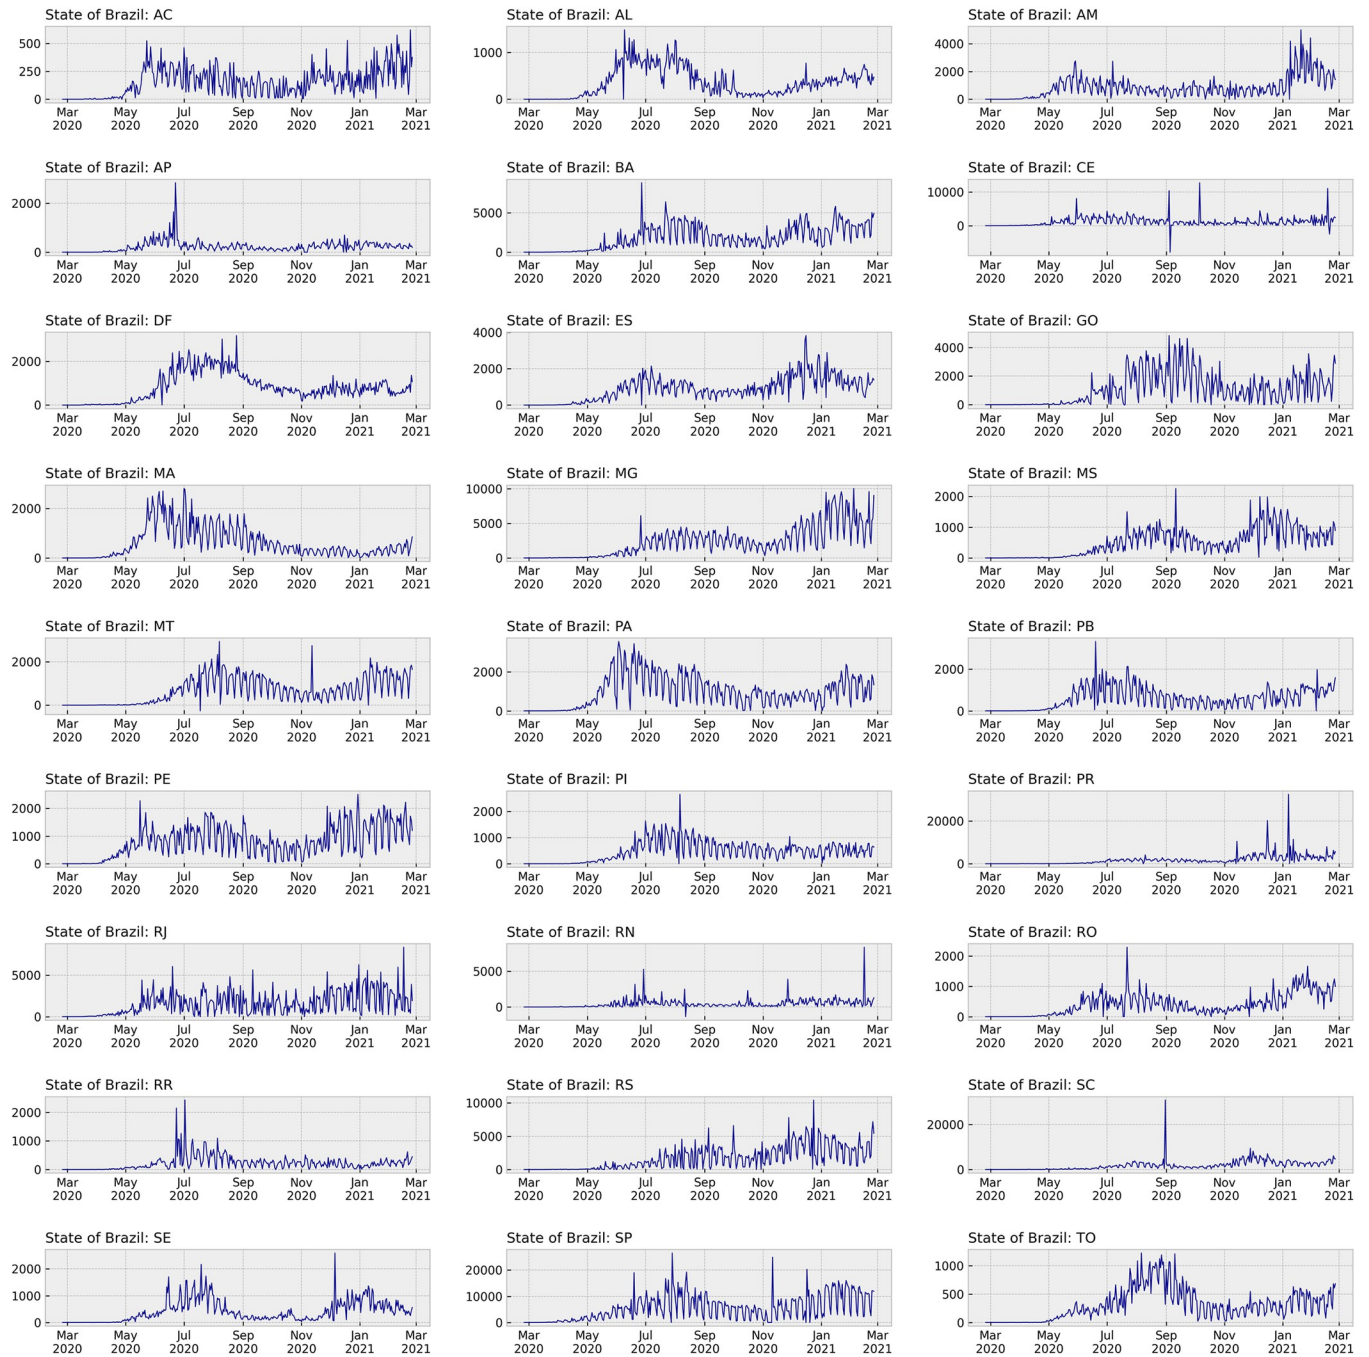 State of Brazil: AC
500
250
0
Mar May Jul Sep Nov Jan Mar
2020 2020 2020 2020 2020 2021 2021
State of Brazil: AL
1000
0
Mar May Jul Sep Nov Jan Mar
2020 2020 2020 2020 2020 2021 2021
State of Brazil: AM
4000
2000
0
Mar May Jul Sep Nov Jan Mar
2020 2020 2020 2020 2020 2021 2021
State of Brazil: AP
2000
0
Mar May Jul Sep Nov Jan Mar
2020 2020 2020 2020 2020 2021 2021
State of Brazil: BA
5000
0
Mar May Jul Sep Nov Jan Mar
2020 2020 2020 2020 2020 2021 2021
State of Brazil: CE
10000
0
Mar May Jul Sep Nov Jan Mar
2020 2020 2020 2020 2020 2021 2021
State of Brazil: DF
2000
0
Mar May Jul Sep Nov Jan Mar
2020 2020 2020 2020 2020 2021 2021
State of Brazil: ES
4000
2000
0
Mar May Jul Sep Nov Jan Mar
2020 2020 2020 2020 2020 2021 2021
State of Brazil: GO
4000
2000
0
Mar May Jul Sep Nov Jan Mar
2020 2020 2020 2020 2020 2021 2021
State of Brazil: MA
2000
0
Mar May Jul Sep Nov Jan Mar
2020 2020 2020 2020 2020 2021 2021
State of Brazil: MG
10000
5000
0
Mar May Jul Sep Nov Jan Mar
2020 2020 2020 2020 2020 2021 2021
State of Brazil: MS
2000
1000
0
Mar May Jul Sep Nov Jan Mar
2020 2020 2020 2020 2020 2021 2021
State of Brazil: MT
2000
0
Mar May Jul Sep Nov Jan Mar
2020 2020 2020 2020 2020 2021 2021
State of Brazil: PA
2000
0
Mar May Jul Sep Nov Jan Mar
2020 2020 2020 2020 2020 2021 2021
State of Brazil: PB
2000
0
Mar May Jul Sep Nov Jan Mar
2020 2020 2020 2020 2020 2021 2021
State of Brazil: PE
2000
1000
0
Mar May Jul Sep Nov Jan Mar
2020 2020 2020 2020 2020 2021 2021
State of Brazil: PI
2000
1000
0
Mar May Jul Sep Nov Jan Mar
2020 2020 2020 2020 2020 2021 2021
State of Brazil: PR
20000
0
Mar May Jul Sep Nov Jan Mar
2020 2020 2020 2020 2020 2021 2021
State of Brazil: RJ
5000
0
Mar May Jul Sep Nov Jan Mar
2020 2020 2020 2020 2020 2021 2021
State of Brazil: RN
5000
0
Mar May Jul Sep Nov Jan Mar
2020 2020 2020 2020 2020 2021 2021
State of Brazil: RO
2000
1000
0
Mar May Jul Sep Nov Jan Mar
2020 2020 2020 2020 2020 2021 2021
State of Brazil: RR
2000
1000
0
Mar May Jul Sep Nov Jan Mar
2020 2020 2020 2020 2020 2021 2021
State of Brazil: RS
10000
5000
0
Mar May Jul Sep Nov Jan Mar
2020 2020 2020 2020 2020 2021 2021
State of Brazil: SC
20000
0
Mar May Jul Sep Nov Jan Mar
2020 2020 2020 2020 2020 2021 2021
State of Brazil: SE
2000
1000
0
Mar May Jul Sep Nov Jan Mar
2020 2020 2020 2020 2020 2021 2021
State of Brazil: SP
20000
10000
0
Mar May Jul Sep Nov Jan Mar
2020 2020 2020 2020 2020 2021 2021
State of Brazil: TO
1000
500
0
Mar May Jul Sep Nov Jan Mar
2020 2020 2020 2020 2020 2021 2021